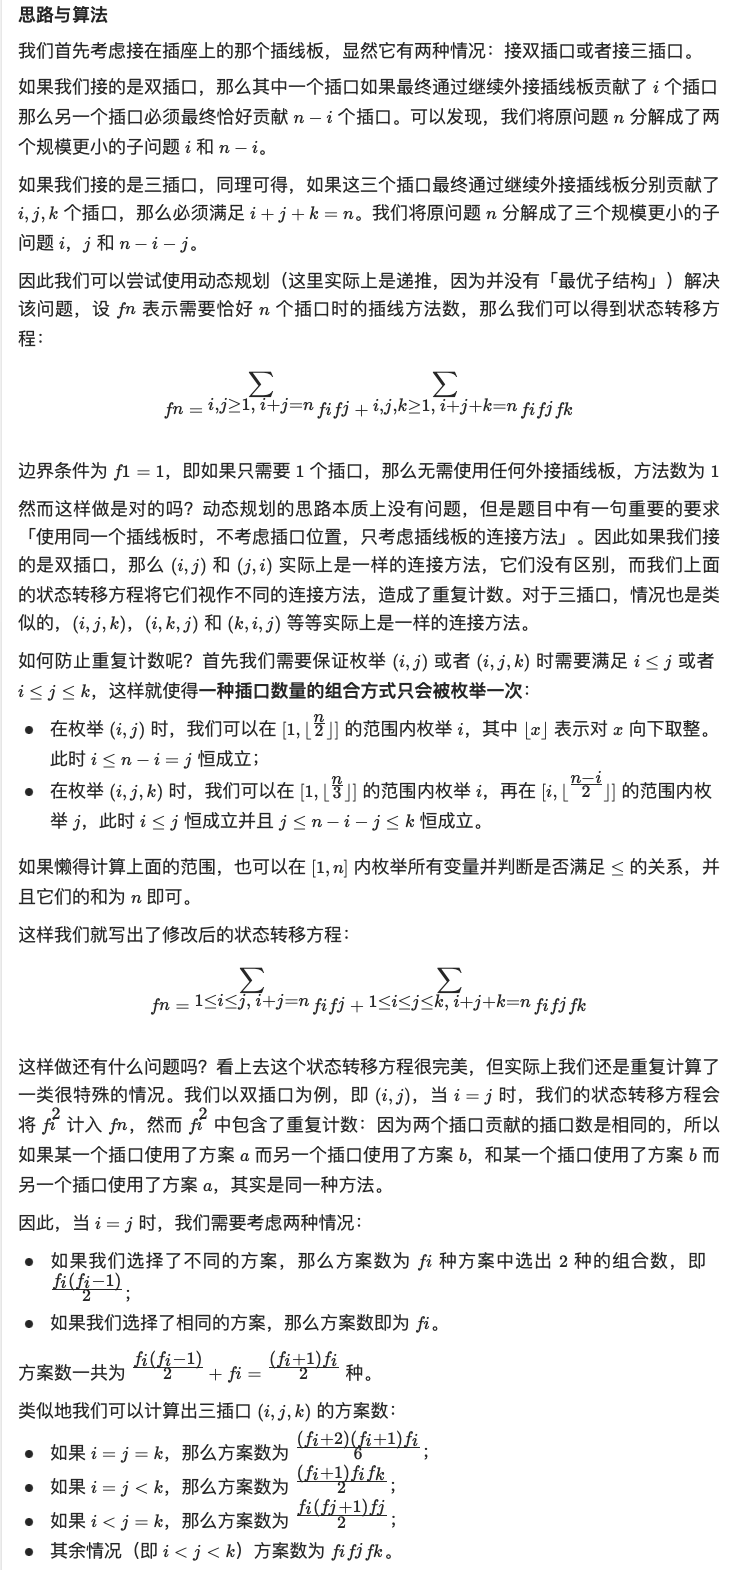 思路与算法
我们首先考虑接在插座上的那个插线板，显然它有两种情况：接双插口或者接三插口。
如果我们接的是双插口，那么其中一个插口如果最终通过继续外接插线板贡献了 i 个插口
那么另一个插口必须最终恰好贡献 n − i 个插口。可以发现，我们将原问题 n 分解成了两
个规模更小的子问题 i 和 n − i。
如果我们接的是三插口，同理可得，如果这三个插口最终通过继续外接插线板分别贡献了
i, j, k 个插口，那么必须满足 i + j + k = n。我们将原问题 n 分解成了三个规模更小的子
问题 i，j 和 n − i − j。
因此我们可以尝试使用动态规划（这里实际上是递推，因为并没有「最优子结构」）解决
该问题，设 fn 表示需要恰好 n 个插口时的插线方法数，那么我们可以得到状态转移方
程：
fn = ∑ i,j≥1, i+j=n fifj + ∑ i,j,k≥1, i+j+k=n fifjfk
边界条件为 f1 = 1，即如果只需要 1 个插口，那么无需使用任何外接插线板，方法数为 1
然而这样做是对的吗？动态规划的思路本质上没有问题，但是题目中有一句重要的要求
「使用同一个插线板时，不考虑插口位置，只考虑插线板的连接方法」。因此如果我们接
的是双插口，那么 (i, j) 和 (j, i) 实际上是一样的连接方法，它们没有区别，而我们上面
的状态转移方程将它们视作不同的连接方法，造成了重复计数。对于三插口，情况也是类
似的，(i, j, k)，(i, k, j) 和 (k, i, j) 等等实际上是一样的连接方法。
如何防止重复计数呢？首先我们需要保证枚举 (i, j) 或者 (i, j, k) 时需要满足 i ≤ j 或者
i ≤ j ≤ k，这样就使得一种插口数量的组合方式只会被枚举一次：
● 在枚举 (i, j) 时，我们可以在 [1, ⌊n/2⌋] 的范围内枚举 i，其中 ⌊x⌋ 表示对 x 向下取整。
此时 i ≤ n − i = j 恒成立；
● 在枚举 (i, j, k) 时，我们可以在 [1, ⌊n/3⌋] 的范围内枚举 i，再在 [i, ⌊n−i/2⌋] 的范围内枚
举 j，此时 i ≤ j 恒成立并且 j ≤ n − i − j ≤ k 恒成立。
如果懒得计算上面的范围，也可以在 [1, n] 内枚举所有变量并判断是否满足 ≤ 的关系，并
且它们的和为 n 即可。
这样我们就写出了修改后的状态转移方程：
fn = ∑ 1≤i≤j, i+j=n fifj + ∑ 1≤i≤j≤k, i+j+k=n fifjfk
这样做还有什么问题吗？看上去这个状态转移方程很完美，但实际上我们还是重复计算了
一类很特殊的情况。我们以双插口为例，即 (i, j)，当 i = j 时，我们的状态转移方程会
将 fi² 计入 fn，然而 fi² 中包含了重复计数：因为两个插口贡献的插口数是相同的，所以
如果某一个插口使用了方案 a 而另一个插口使用了方案 b，和某一个插口使用了方案 b 而
另一个插口使用了方案 a，其实是同一种方法。
因此，当 i = j 时，我们需要考虑两种情况：
● 如果我们选择了不同的方案，那么方案数为 fi 种方案中选出 2 种的组合数，即
fi(fi−1)/2；
● 如果我们选择了相同的方案，那么方案数即为 fi。
方案数一共为 fi(fi−1)/2 + fi = (fi+1)fi/2 种。
类似地我们可以计算出三插口 (i, j, k) 的方案数：
● 如果 i = j = k，那么方案数为 (fi+2)(fi+1)fi/6；
● 如果 i = j < k，那么方案数为 (fi+1)fifk/2；
● 如果 i < j = k，那么方案数为 fi(fj+1)fj/2；
● 其余情况（即 i < j < k）方案数为 fifjfk。